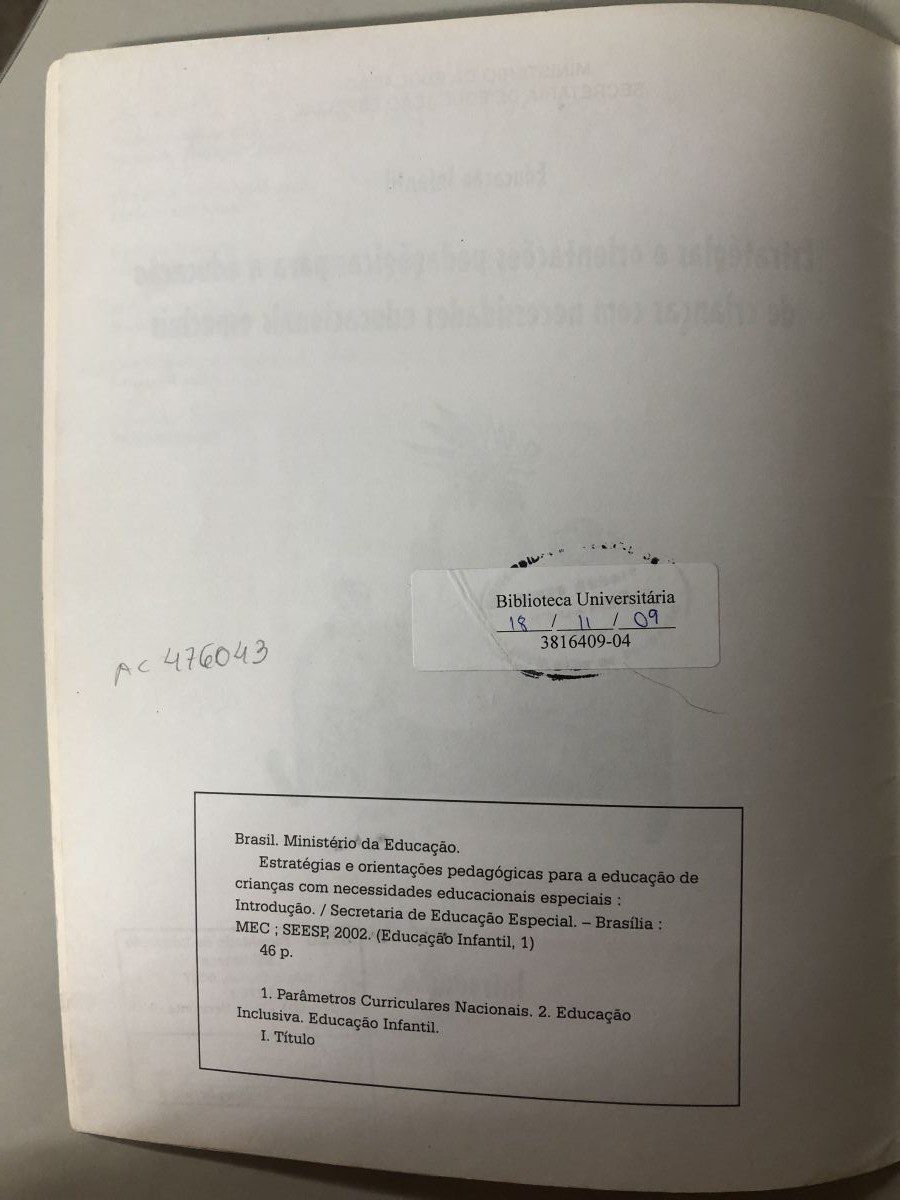 Biblioteca Universitária
18 / 11 / 09
3816409-04
AC 476043
Brasil. Ministério da Educação.
Estratégias e orientações pedagógicas para a educação de
crianças com necessidades educacionais especiais :
Introdução. / Secretaria de Educação Especial. – Brasília :
MEC ; SEESP, 2002. (Educação Infantil, 1)
46 p.
1. Parâmetros Curriculares Nacionais. 2. Educação
Inclusiva. Educação Infantil.
I. Título